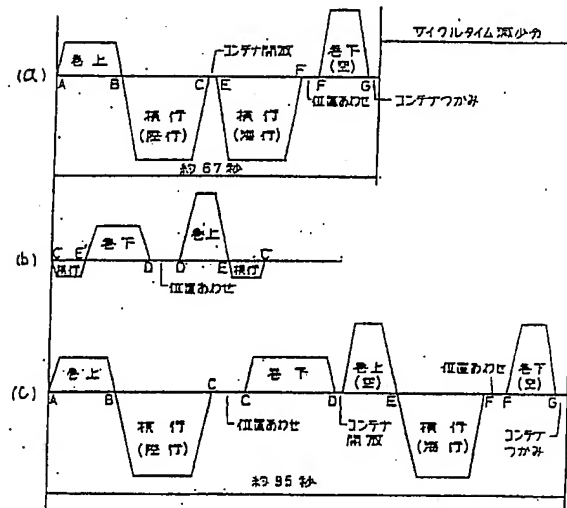 サイクルタイム減少分
(a)
巻上
コンテナ開放
巻下
(空)
A B C E F F G
位置あわせ コンテナつかみ
横行
(陸行)
横行
(海行)
約67秒
(b)
C E' 巻下 D D 巻上 E C'
横行 横行
位置あわせ
(C)
巻上
巻下
巻上
(空)
位置あわせ
巻下
(空)
A B C C D E F F G
横行
(陸行)
位置あわせ
コンテナ
開放
横行
(海行)
コンテナ
つかみ
約95秒